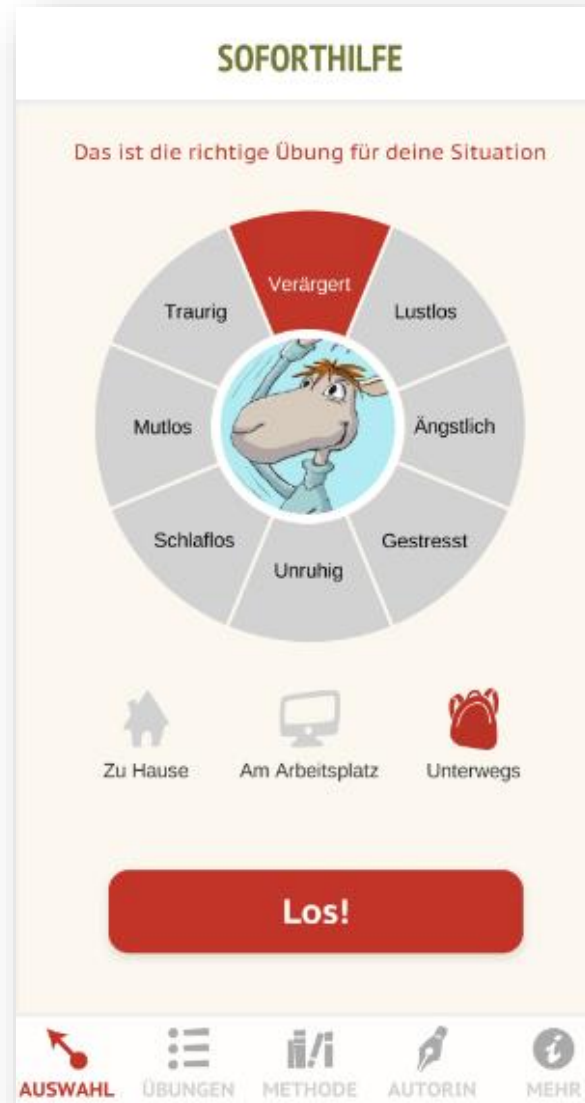 SOFORTHILFE
Das ist die richtige Übung für deine Situation
Verärgert
Traurig
Lustlos
Mutlos
Ängstlich
Schlaflos
Gestresst
Unruhig
Zu Hause
Am Arbeitsplatz
Unterwegs
Los!
AUSWAHL
ÜBUNGEN
METHODE
AUTORIN
MEHR